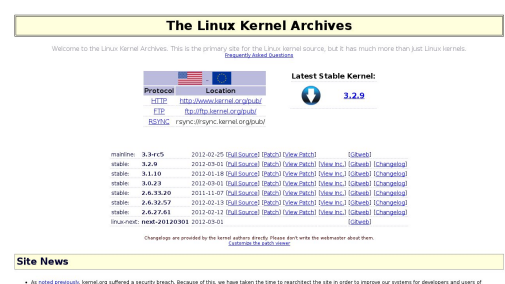 The Linux Kernel Archives
Welcome to the Linux Kernel Archives. This is the primary site for the Linux kernel source, but it has much more than just Linux kernels.
Frequently Asked Questions
Protocol Location
HTTP http://www.kernel.org/pub/
FTP ftp://ftp.kernel.org/pub/
RSYNC rsync://rsync.kernel.org/pub/
Latest Stable Kernel:
3.2.9
mainline: 3.3-rc5 2012-02-25 [Full Source] [Patch] [View Patch] [Gitweb]
stable: 3.2.9 2012-03-01 [Full Source] [Patch] [View Patch] [View Inc.] [Gitweb] [Changelog]
stable: 3.1.10 2012-01-18 [Full Source] [Patch] [View Patch] [View Inc.] [Gitweb] [Changelog]
stable: 3.0.23 2012-03-01 [Full Source] [Patch] [View Patch] [View Inc.] [Gitweb] [Changelog]
stable: 2.6.33.20 2011-11-07 [Full Source] [Patch] [View Patch] [View Inc.] [Gitweb] [Changelog]
stable: 2.6.32.57 2012-02-13 [Full Source] [Patch] [View Patch] [View Inc.] [Gitweb] [Changelog]
stable: 2.6.27.61 2012-02-12 [Full Source] [Patch] [View Patch] [View Inc.] [Gitweb] [Changelog]
linux-next: next-20120301 2012-03-01 [Gitweb]
Changelogs are provided by the kernel authors directly. Please don't write the webmaster about them.
Customize the patch viewer
Site News
• As noted previously, kernel.org suffered a security breach. Because of this, we have taken the time to rearchitect the site in order to improve our systems for developers and users of